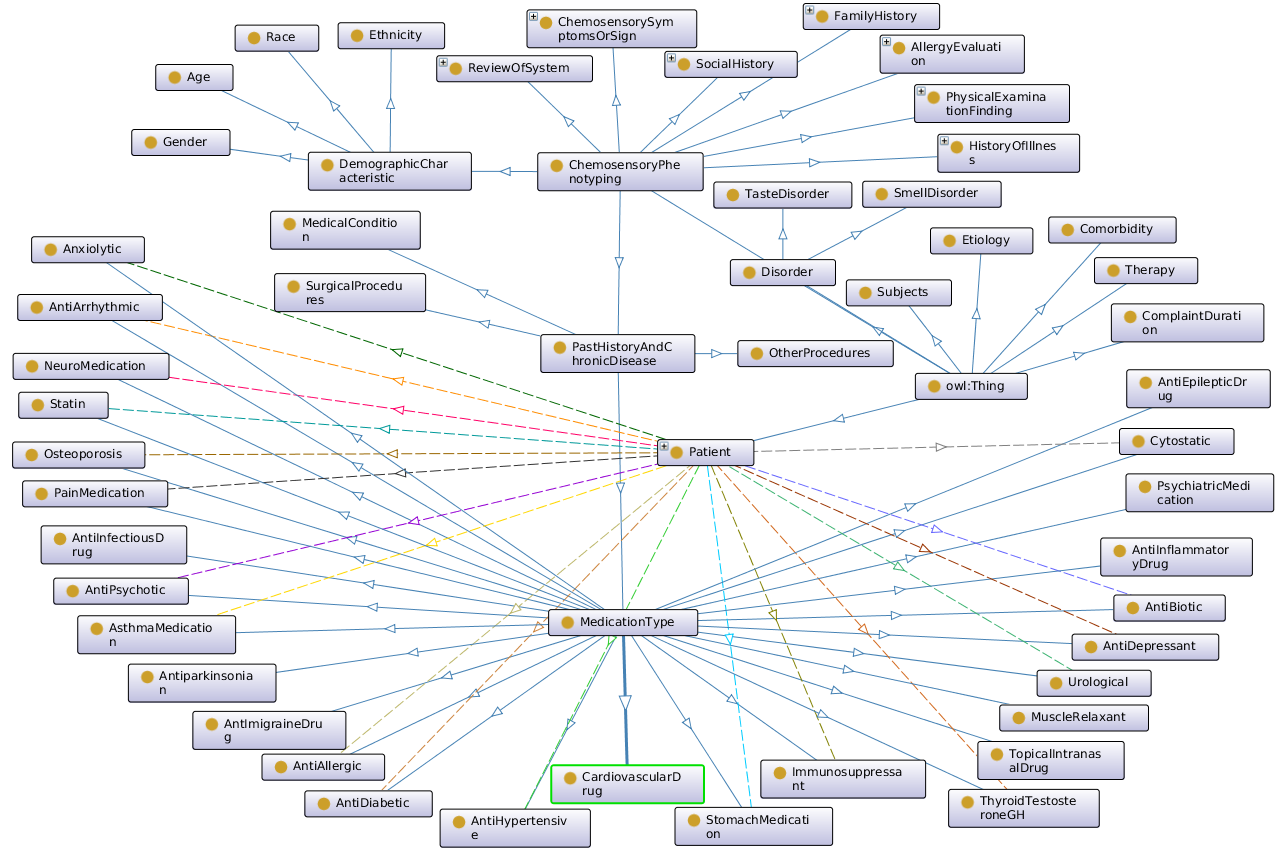 ChemosensorySym
ptomsOrSign
FamilyHistory
Race
Ethnicity
AllergyEvaluati
on
ReviewOfSystem
SocialHistory
Age
PhysicalExamina
tionFinding
Gender
HistoryOfIllnes
s
DemographicChar
acteristic
ChemosensoryPhe
notyping
TasteDisorder
SmellDisorder
MedicalConditio
n
Comorbidity
Anxiolytic
Etiology
Disorder
Therapy
SurgicalProcedu
res
Subjects
AntiArrhythmic
ComplaintDurati
on
PastHistoryAndC
hronicDisease
OtherProcedures
NeuroMedication
owl:Thing
AntiEpilepticDr
ug
Statin
Cytostatic
Osteoporosis
Patient
PainMedication
PsychiatricMedi
cation
AntiInfectiousD
rug
AntiInflammator
yDrug
AntiPsychotic
AntiBiotic
AsthmaMedicatio
n
MedicationType
AntiDepressant
Antiparkinsonia
n
Urological
AntImigraineDru
g
MuscleRelaxant
AntiAllergic
TopicalIntranas
alDrug
CardiovascularD
rug
Immunosuppressa
nt
AntiDiabetic
ThyroidTestoste
roneGH
AntiHypertensiv
e
StomachMedicati
on